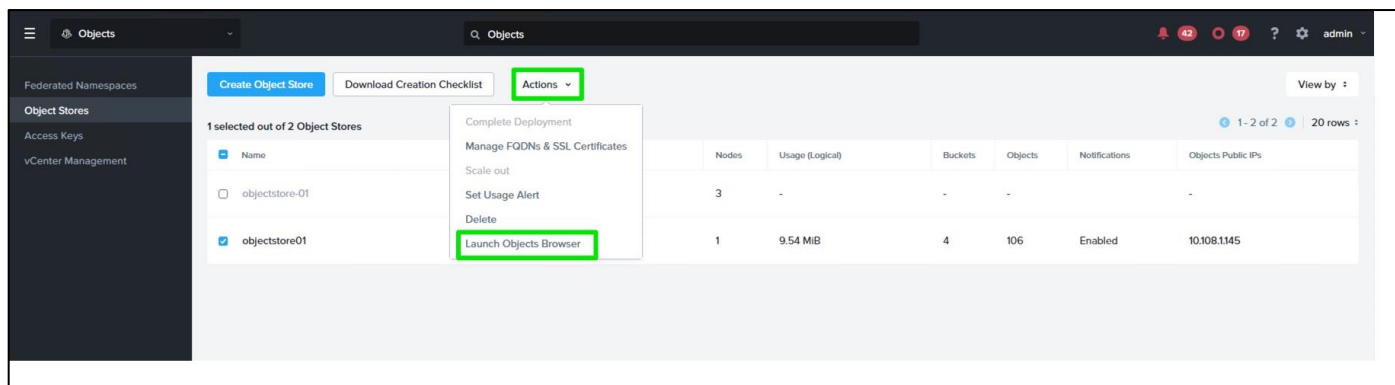 Objects
Objects
42
17
?
admin
Federated Namespaces
Object Stores
Access Keys
vCenter Management
Create Object Store
Download Creation Checklist
Actions
View by
1 selected out of 2 Object Stores
1 - 2 of 2
20 rows
Complete Deployment
Manage FQDNs & SSL Certificates
Scale out
Set Usage Alert
Delete
Launch Objects Browser
Name Nodes Usage (Logical) Buckets Objects Notifications Objects Public IPs
objectstore-01 3 - - - -
objectstore01 1 9.54 MiB 4 106 Enabled 10.108.1.145